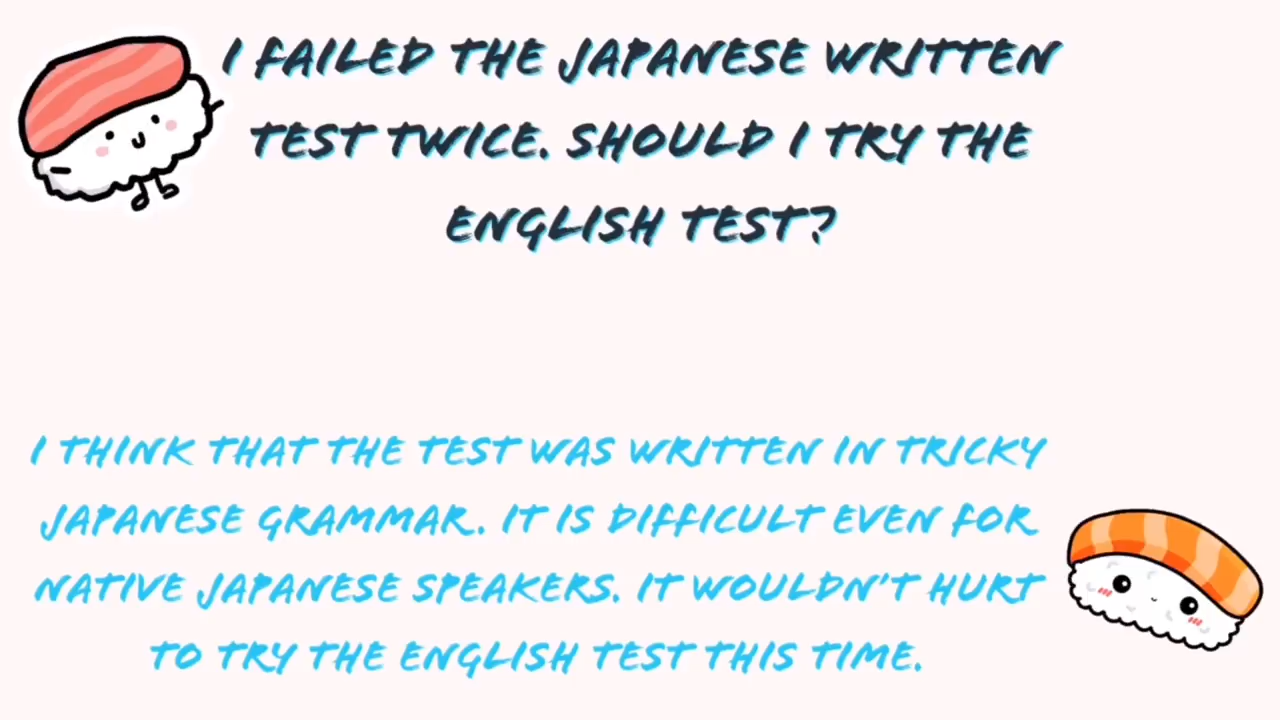 I FAILED THE JAPANESE WRITTEN
TEST TWICE. SHOULD I TRY THE
ENGLISH TEST?
I THINK THAT THE TEST WAS WRITTEN IN TRICKY
JAPANESE GRAMMAR. IT IS DIFFICULT EVEN FOR
NATIVE JAPANESE SPEAKERS. IT WOULDN'T HURT
TO TRY THE ENGLISH TEST THIS TIME.